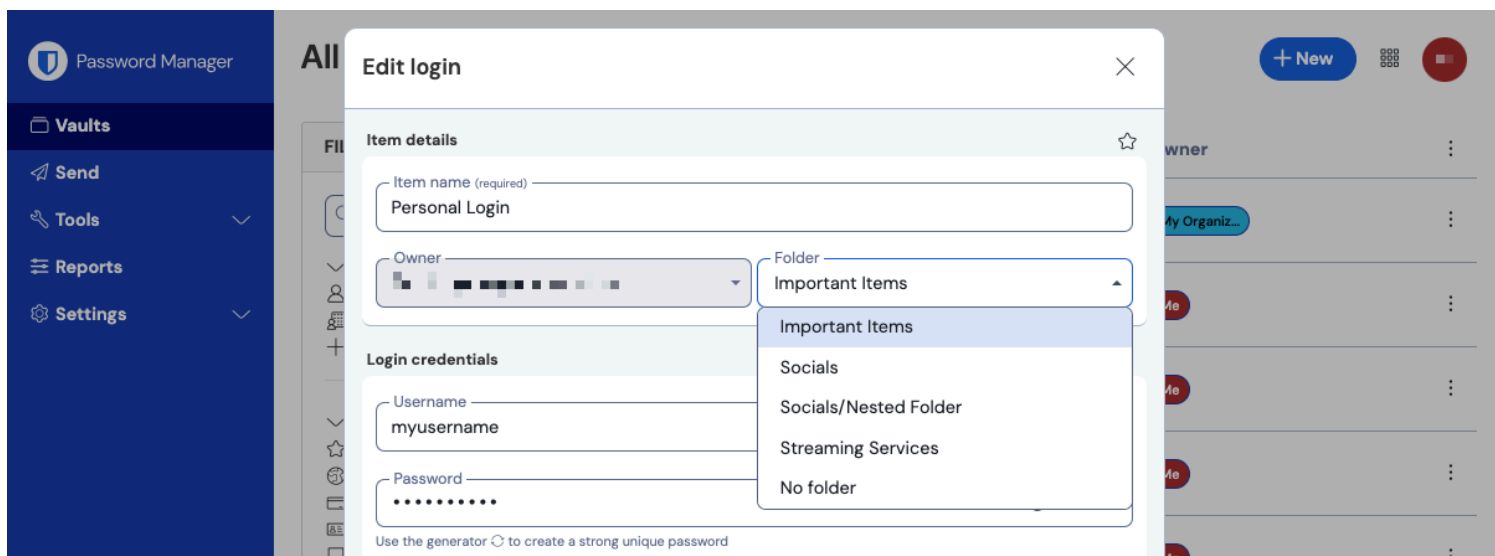 Password Manager
Vaults
Send
Tools
Reports
Settings
All
+ New
Edit login
FIL
wner
Item details
Item name (required)
Personal Login
My Organiz...
Owner
Folder
Important Items
Me
Important Items
Socials
Socials/Nested Folder
Streaming Services
No folder
Login credentials
Username
myusername
Me
Password
••••••••••
Me
Use the generator to create a strong unique password